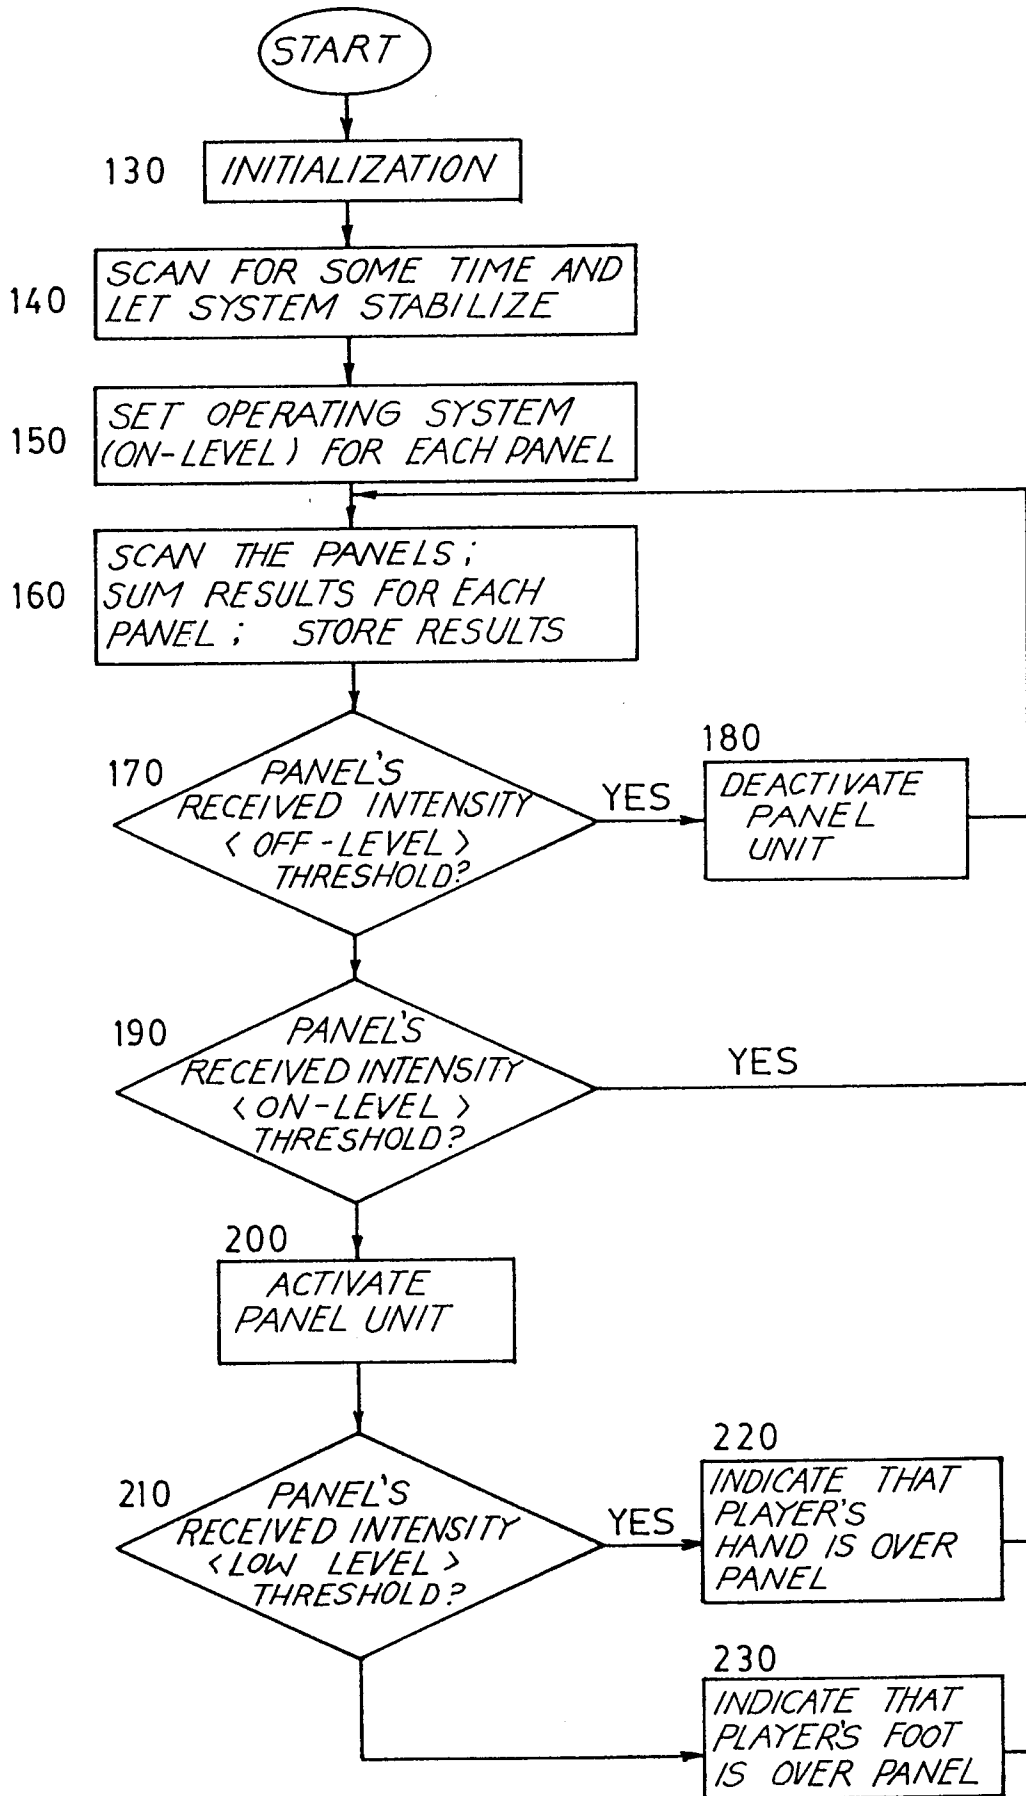 START
130
INITIALIZATION
140
SCAN FOR SOME TIME AND
LET SYSTEM STABILIZE
150
SET OPERATING SYSTEM
(ON-LEVEL) FOR EACH PANEL
160
SCAN THE PANELS;
SUM RESULTS FOR EACH
PANEL; STORE RESULTS
170
PANEL'S
RECEIVED INTENSITY
<OFF-LEVEL>
THRESHOLD?
YES
180
DEACTIVATE
PANEL
UNIT
190
PANEL'S
RECEIVED INTENSITY
<ON-LEVEL>
THRESHOLD?
YES
200
ACTIVATE
PANEL UNIT
210
PANEL'S
RECEIVED INTENSITY
<LOW LEVEL>
THRESHOLD?
YES
220
INDICATE THAT
PLAYER'S
HAND IS OVER
PANEL
230
INDICATE THAT
PLAYER'S FOOT
IS OVER PANEL